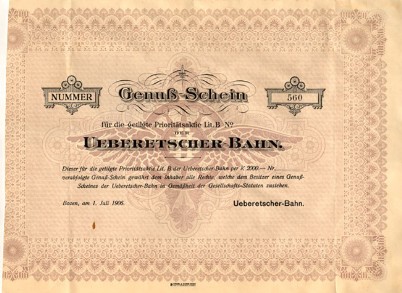 NUMMER
Genuß-Schein
560
für die getilgte Prioritätsaktie Lit. B No
DER
UEBERETSCHER-BAHN.
Dieser für die getilgte Prioritätsaktie Lit. B der Ueberetscher-Bahn per K 2000·— Nr.
verabfolgte Genuß-Schein gewährt dem Inhaber alle Rechte, welche dem Besitzer eines Genuß-
Scheines der Ueberetscher-Bahn in Gemäßheit der Gesellschafts-Statuten zustehen.
Bozen, am 1. Juli 1906.
Ueberetscher-Bahn.